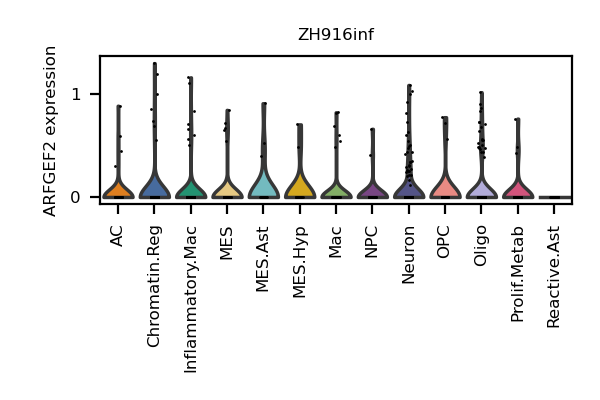 ZH916inf
ARFGEF2 expression
1
0
AC
Chromatin.Reg
Inflammatory.Mac
MES
MES.Ast
MES.Hyp
Mac
NPC
Neuron
OPC
Oligo
Prolif.Metab
Reactive.Ast